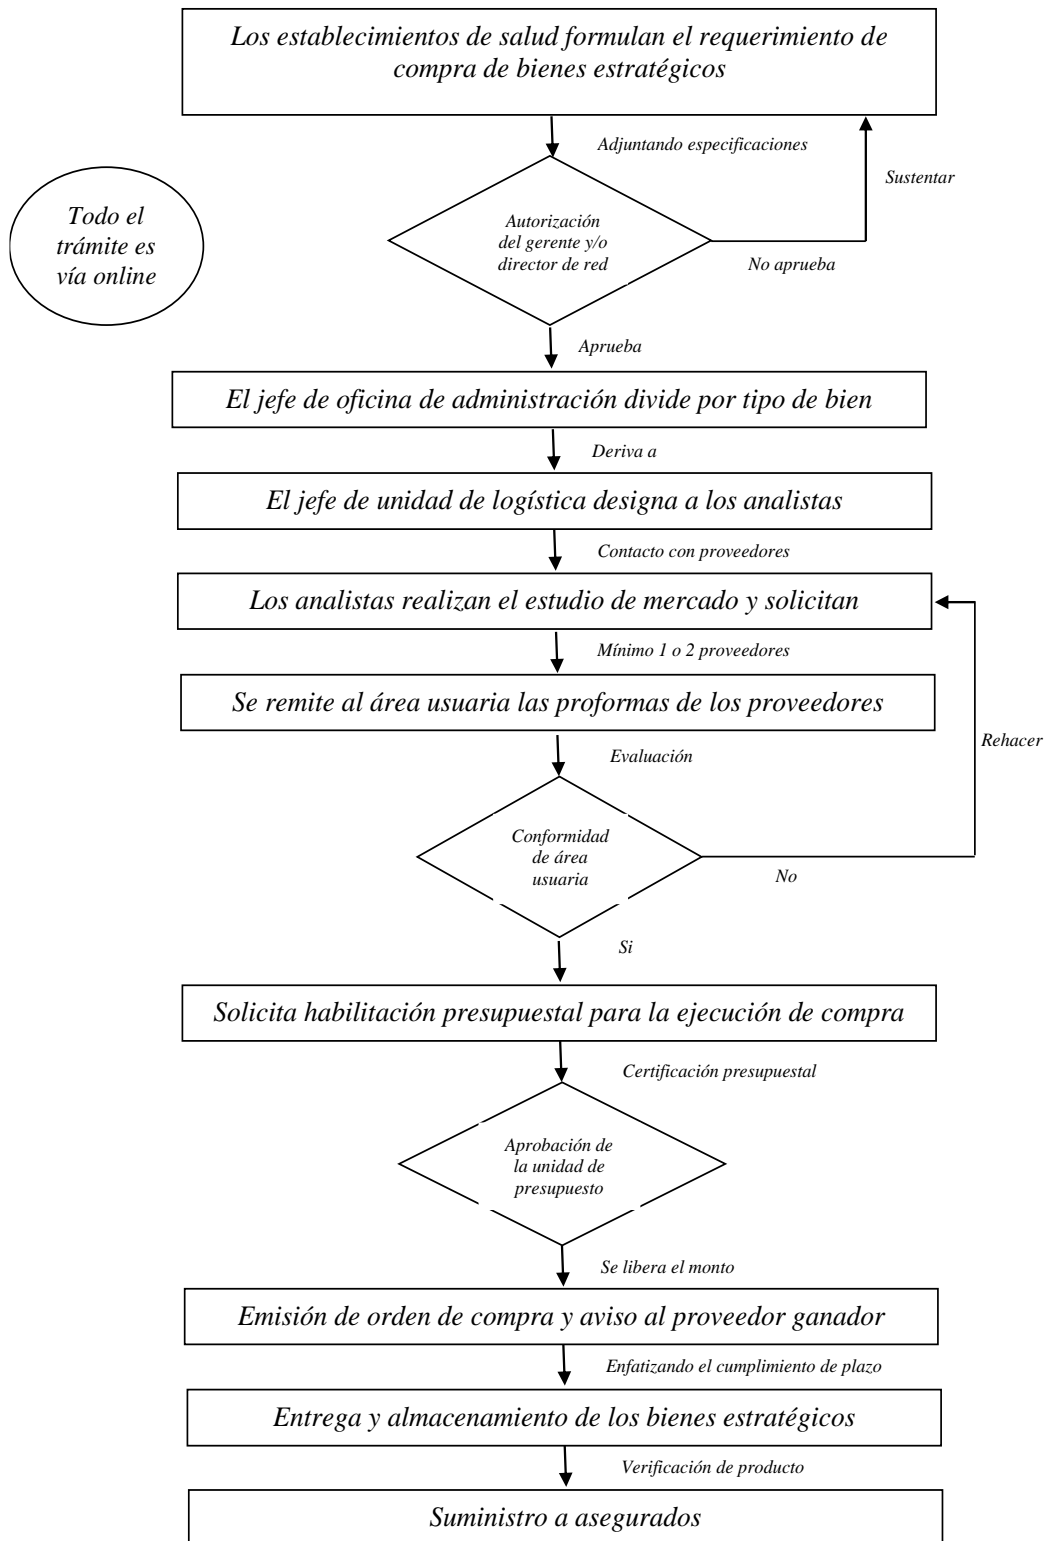 Los establecimientos de salud formulan el requerimiento de
compra de bienes estratégicos
Adjuntando especificaciones
Sustentar
Todo el
trámite es
vía online
Autorización
del gerente y/o
director de red
No aprueba
Aprueba
El jefe de oficina de administración divide por tipo de bien
Deriva a
El jefe de unidad de logística designa a los analistas
Contacto con proveedores
Los analistas realizan el estudio de mercado y solicitan
Mínimo 1 o 2 proveedores
Se remite al área usuaria las proformas de los proveedores
Rehacer
Evaluación
Conformidad
de área
usuaria
No
Si
Solicita habilitación presupuestal para la ejecución de compra
Certificación presupuestal
Aprobación de
la unidad de
presupuesto
Se libera el monto
Emisión de orden de compra y aviso al proveedor ganador
Enfatizando el cumplimiento de plazo
Entrega y almacenamiento de los bienes estratégicos
Verificación de producto
Suministro a asegurados